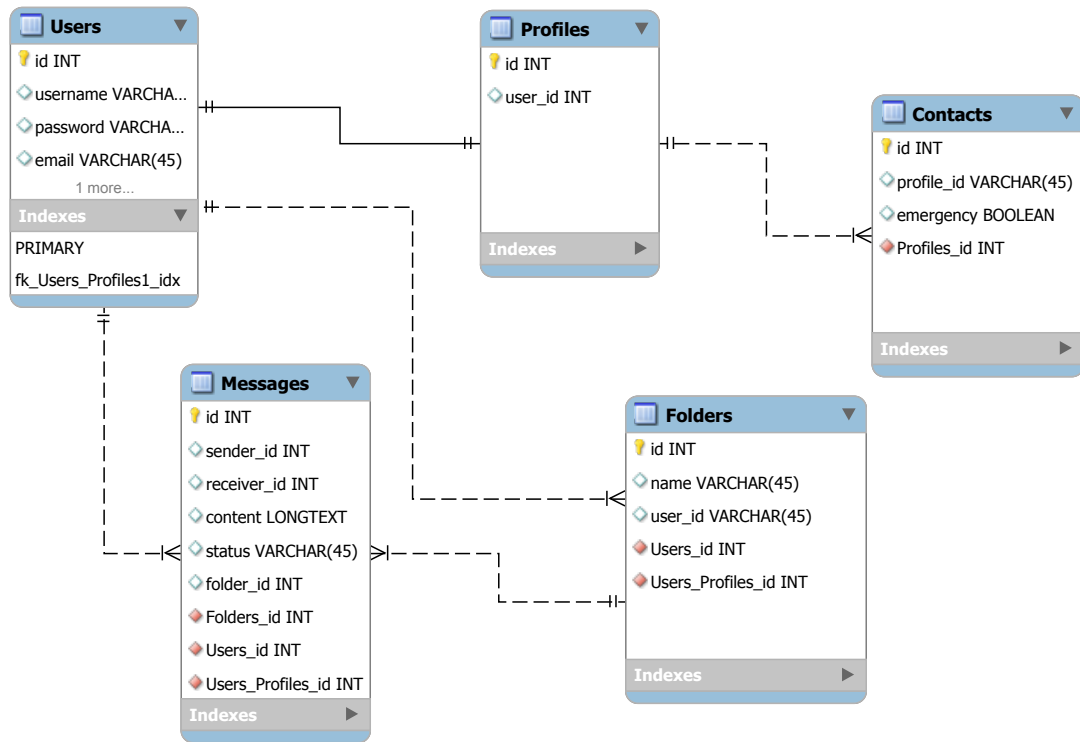 Users
id INT
username VARCHA...
password VARCHA...
email VARCHAR(45)
1 more...
Indexes
PRIMARY
fk_Users_Profiles1_idx
Profiles
id INT
user_id INT
Indexes
Contacts
id INT
profile_id VARCHAR(45)
emergency BOOLEAN
Profiles_id INT
Indexes
Messages
id INT
sender_id INT
receiver_id INT
content LONGTEXT
status VARCHAR(45)
folder_id INT
Folders_id INT
Users_id INT
Users_Profiles_id INT
Indexes
Folders
id INT
name VARCHAR(45)
user_id VARCHAR(45)
Users_id INT
Users_Profiles_id INT
Indexes